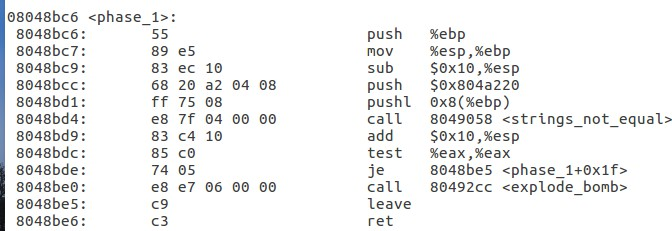 08048bc6 <phase_1>:
8048bc6: 55 push %ebp
8048bc7: 89 e5 mov %esp,%ebp
8048bc9: 83 ec 10 sub $0x10,%esp
8048bcc: 68 20 a2 04 08 push $0x804a220
8048bd1: ff 75 08 pushl 0x8(%ebp)
8048bd4: e8 7f 04 00 00 call 8049058 <strings_not_equal>
8048bd9: 83 c4 10 add $0x10,%esp
8048bdc: 85 c0 test %eax,%eax
8048bde: 74 05 je 8048be5 <phase_1+0x1f>
8048be0: e8 e7 06 00 00 call 80492cc <explode_bomb>
8048be5: c9 leave
8048be6: c3 ret